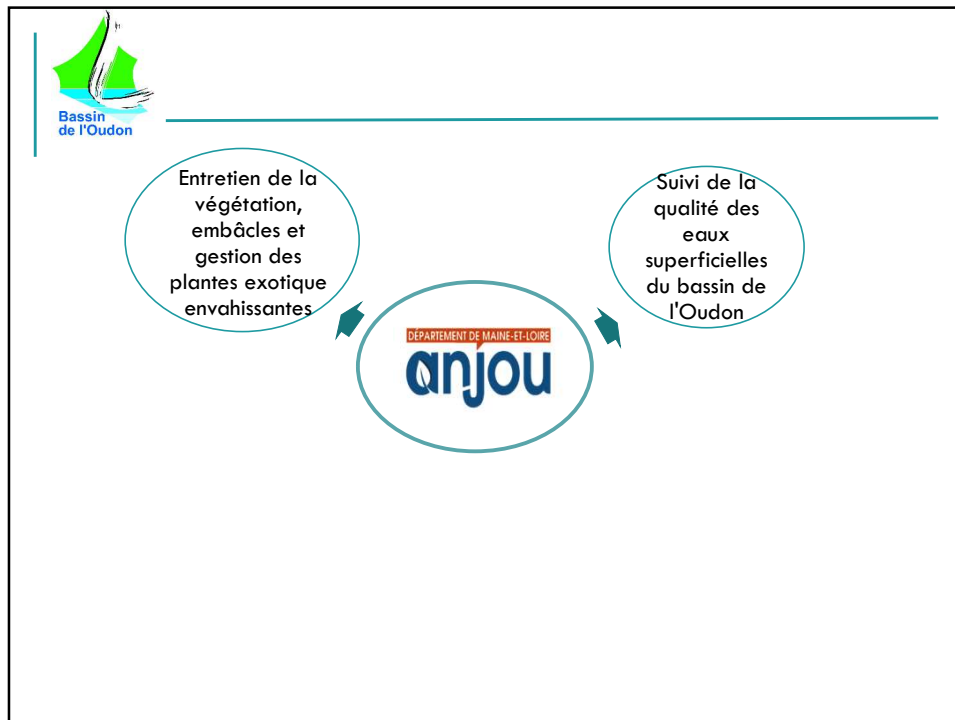 Bassin
de l'Oudon
Entretien de la
végétation,
embâcles et
gestion des
plantes exotique
envahissantes
Suivi de la
qualité des
eaux
superficielles
du bassin de
l'Oudon
DÉPARTEMENT DE MAINE-ET-LOIRE
anjou